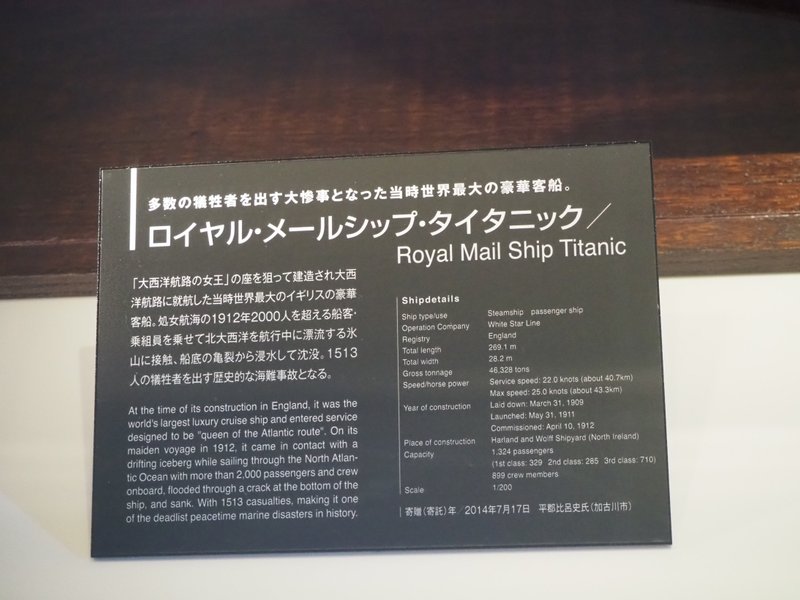 多数の犠牲者を出す大惨事となった当時世界最大の豪華客船。
ロイヤル・メールシップ・タイタニック／
Royal Mail Ship Titanic
「大西洋航路の女王」の座を狙って建造され大西
洋航路に就航した当時世界最大のイギリスの豪華
客船。処女航海の1912年2000人を超える船客・
乗組員を乗せて北大西洋を航行中に漂流する氷
山に接触、船底の亀裂から浸水して沈没。1513
人の犠牲者を出す歴史的な海難事故となる。
At the time of its construction in England, it was the
world's largest luxury cruise ship and entered service
designed to be "queen of the Atlantic route". On its
maiden voyage in 1912, it came in contact with a
drifting iceberg while sailing through the North Atlan-
tic Ocean with more than 2,000 passengers and crew
onboard, flooded through a crack at the bottom of the
ship, and sank. With 1513 casualties, making it one
of the deadliest peacetime marine disasters in history.
Shipdetails
Ship type/use Steamship passenger ship
Operation Company White Star Line
Registry England
Total length 269.1 m
Total width 28.2 m
Gross tonnage 46,328 tons
Speed/horse power Service speed: 22.0 knots (about 40.7km)
Max speed: 25.0 knots (about 43.3km)
Year of construction Laid down: March 31, 1909
Launched: May 31, 1911
Commissioned: April 10, 1912
Place of construction Harland and Wolff Shipyard (North Ireland)
Capacity 1,324 passengers
(1st class: 329 2nd class: 285 3rd class: 710)
899 crew members
Scale 1/200
寄贈（寄託）年／2014年7月17日 平郡比呂史氏（加古川市）